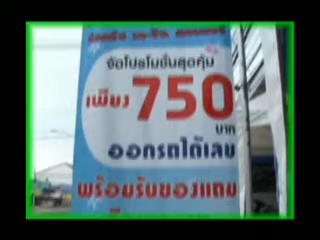 จัดโปรโมชั่นสุดคุ้ม
เพียง 750
บาท
ออกรถได้เลย
พร้อมรับของแถม